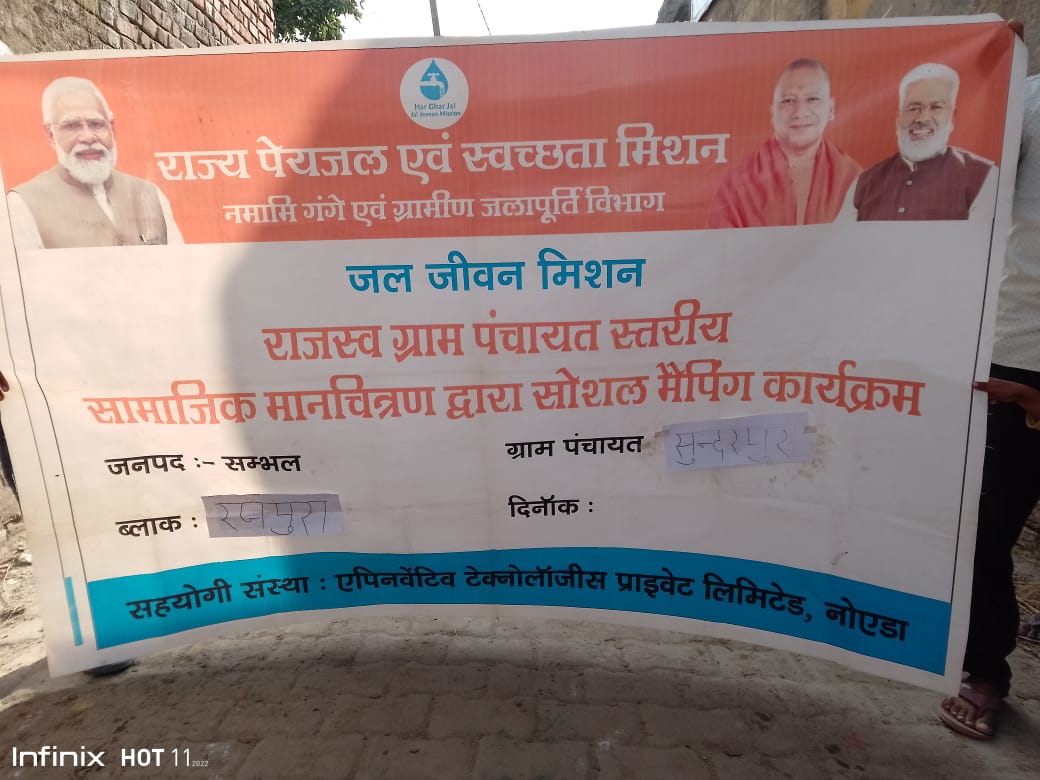 Har Ghar Jal
Jal Jeevan Mission
राज्य पेयजल एवं स्वच्छता मिशन
नमामि गंगे एवं ग्रामीण जलापूर्ति विभाग
जल जीवन मिशन
राजस्व ग्राम पंचायत स्तरीय
सामाजिक मानचित्रण द्वारा सोशल मैपिंग कार्यक्रम
जनपद :- सम्भल
ग्राम पंचायत सुन्दरपुर
ब्लाक : रजपुरा
दिनॉक :
सहयोगी संस्था : एपिनवेंटिव टेक्नोलॉजीस प्राइवेट लिमिटेड, नोएडा
Infinix HOT 11 2022